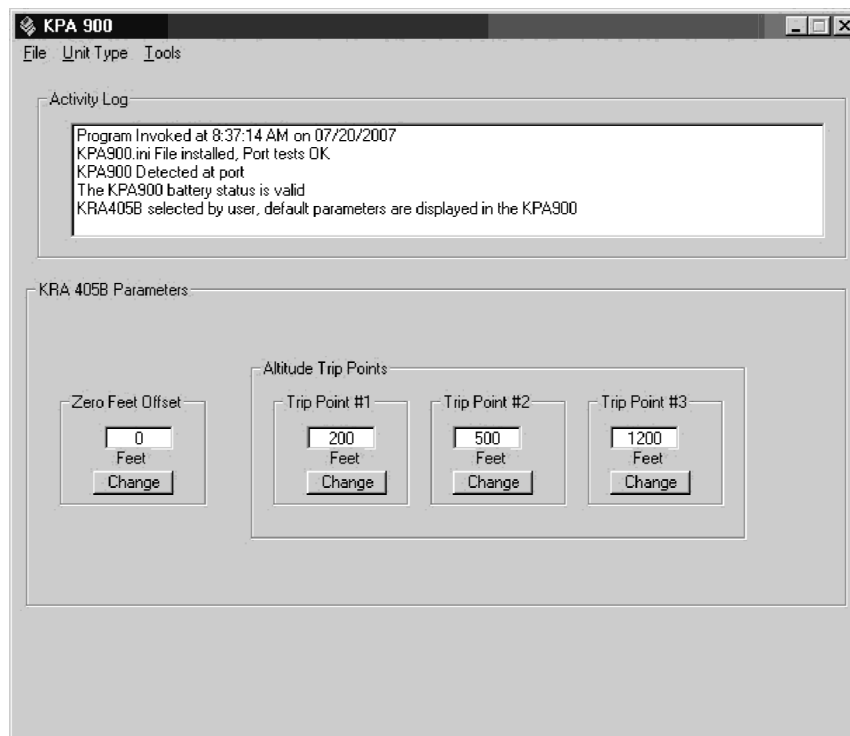 KPA 900
File Unit Type Tools
Activity Log
Program Invoked at 8:37:14 AM on 07/20/2007
KPA900.ini File installed, Port tests OK
KPA900 Detected at port
The KPA900 battery status is valid
KRA405B selected by user, default parameters are displayed in the KPA900
KRA 405B Parameters
Altitude Trip Points
Zero Feet Offset Trip Point #1 Trip Point #2 Trip Point #3
0 200 500 1200
Feet Feet Feet Feet
Change Change Change Change